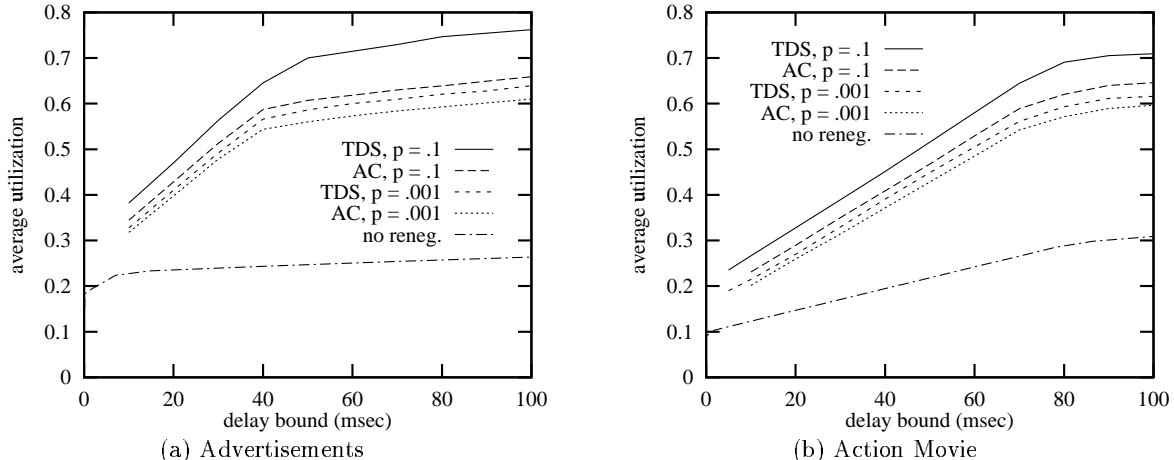 0.8
0.7
0.6
0.5
0.4
0.3
0.2
0.1
0
average utilization
TDS, p = .1
AC, p = .1
TDS, p = .001
AC, p = .001
no reneg.
0 20 40 60 80 100
delay bound (msec)
(a) Advertisements
0.8
0.7
0.6
0.5
0.4
0.3
0.2
0.1
0
average utilization
TDS, p = .1
AC, p = .1
TDS, p = .001
AC, p = .001
no reneg.
0 20 40 60 80 100
delay bound (msec)
(b) Action Movie